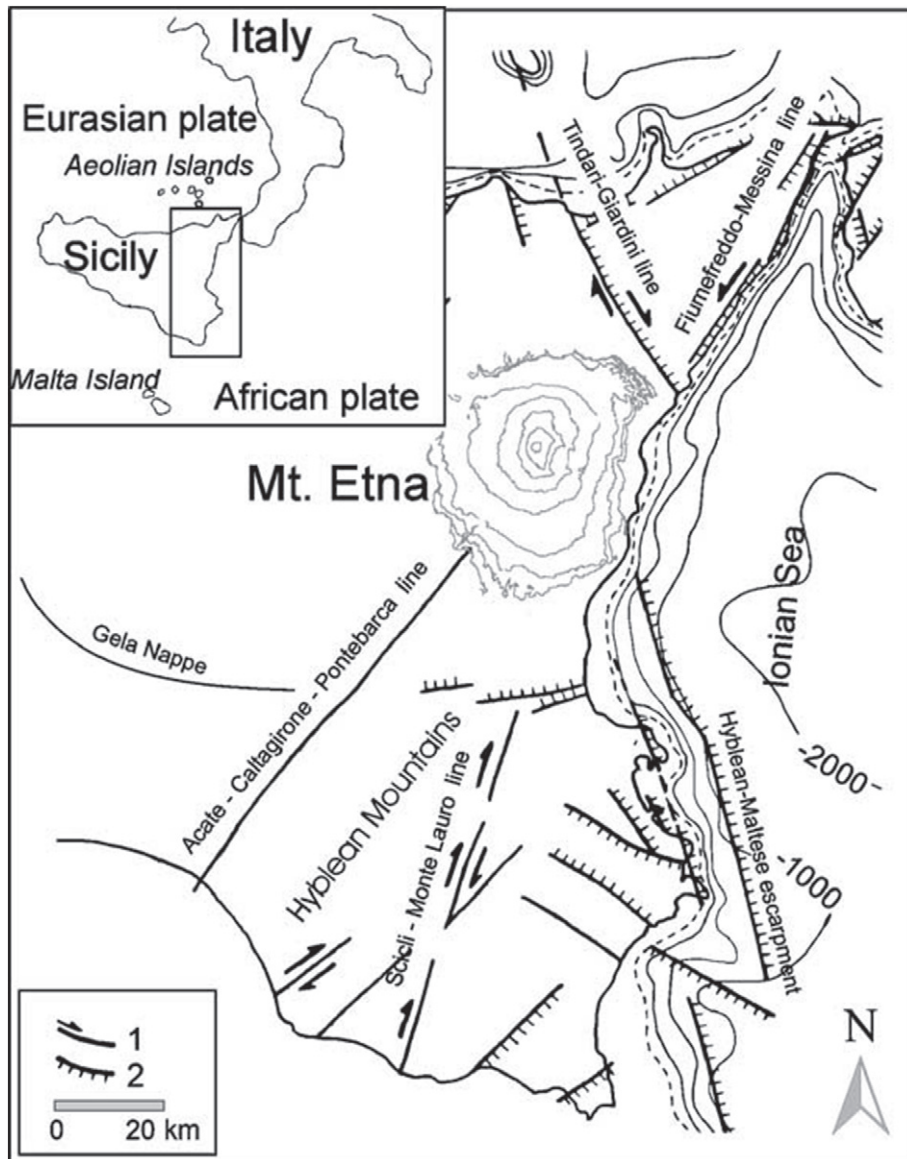 Italy
Eurasian plate
Aeolian Islands
Sicily
Malta Island
African plate
Tindari-Giardini line
Fiumefreddo-Messina line
Mt. Etna
Ionian Sea
Gela Nappe
Acate - Caltagirone - Pontebarca line
Hyblean Mountains
Scicli - Monte Lauro line
Hyblean-Maltese escarpment
-2000
-1000
1
2
0 20 km
N